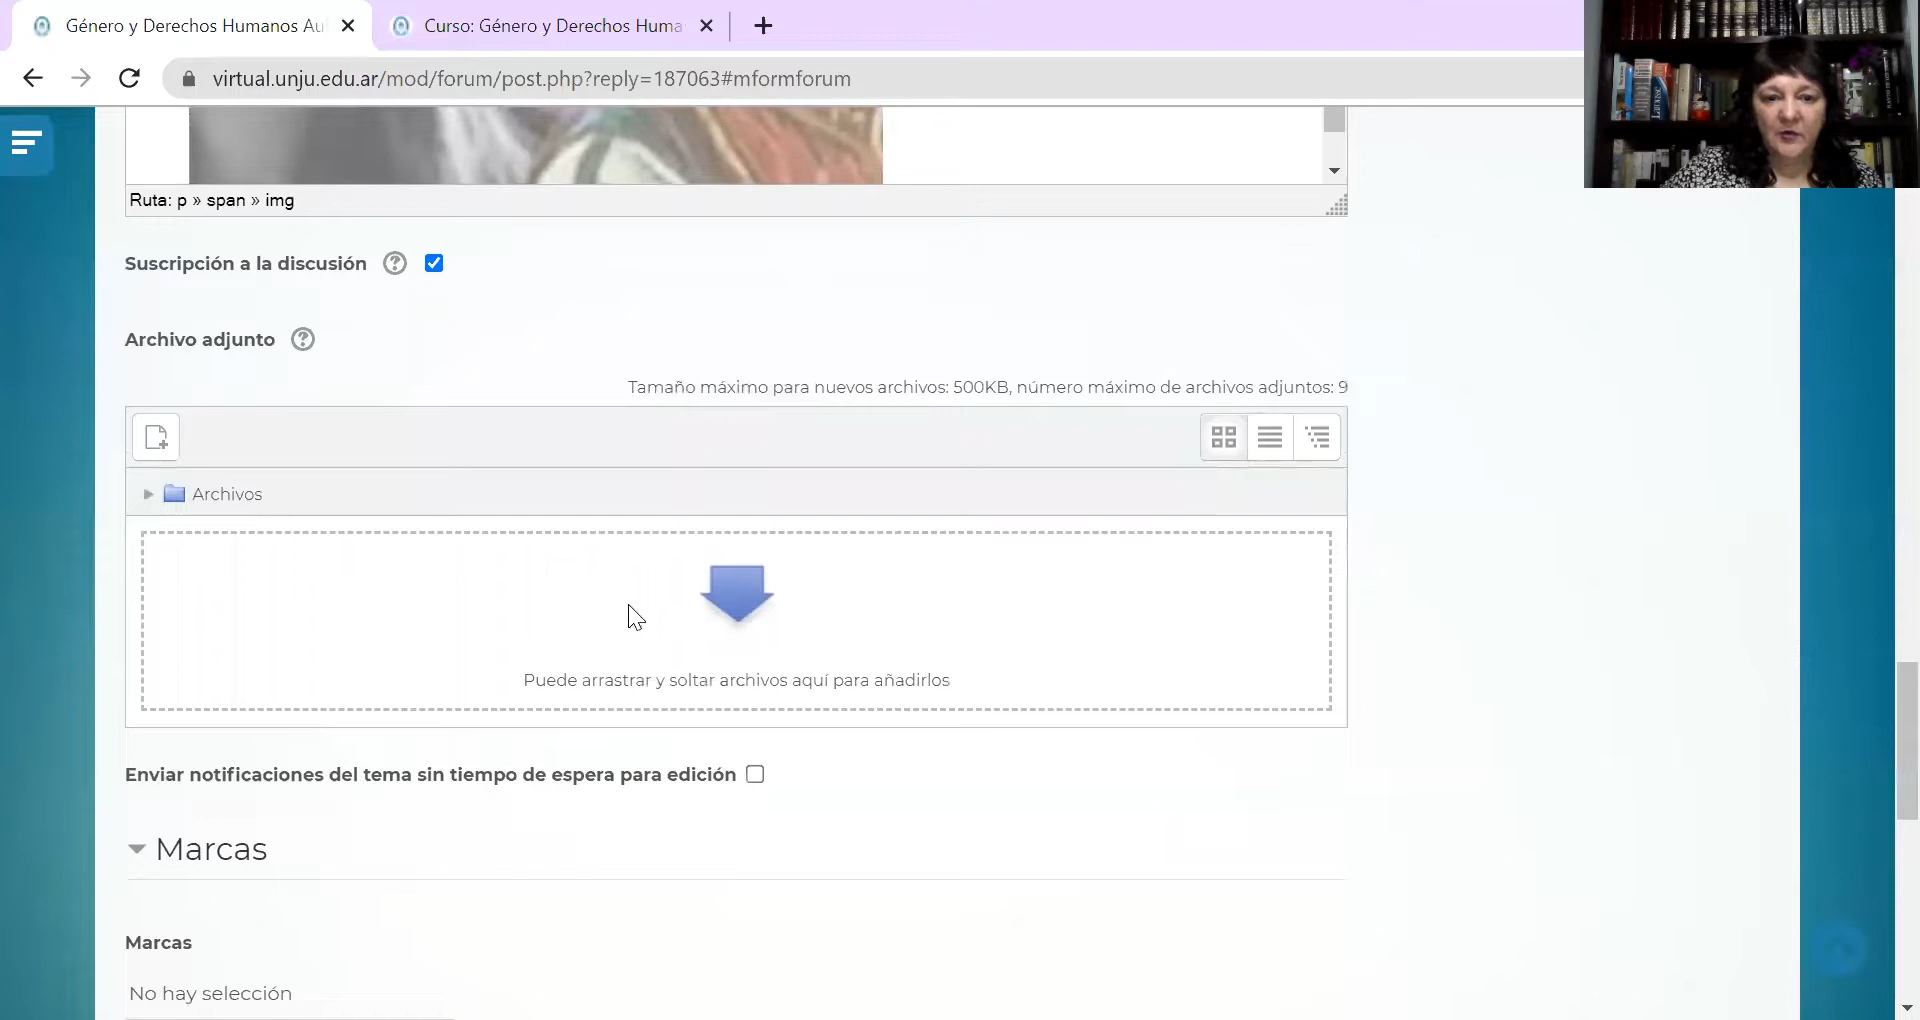 Género y Derechos Humanos Au
Curso: Género y Derechos Huma
virtual.unju.edu.ar/mod/forum/post.php?reply=187063#mformforum
Ruta: p » span » img
Suscripción a la discusión
Archivo adjunto
Tamaño máximo para nuevos archivos: 500KB, número máximo de archivos adjuntos: 9
Archivos
Puede arrastrar y soltar archivos aquí para añadirlos
Enviar notificaciones del tema sin tiempo de espera para edición
Marcas
Marcas
No hay selección